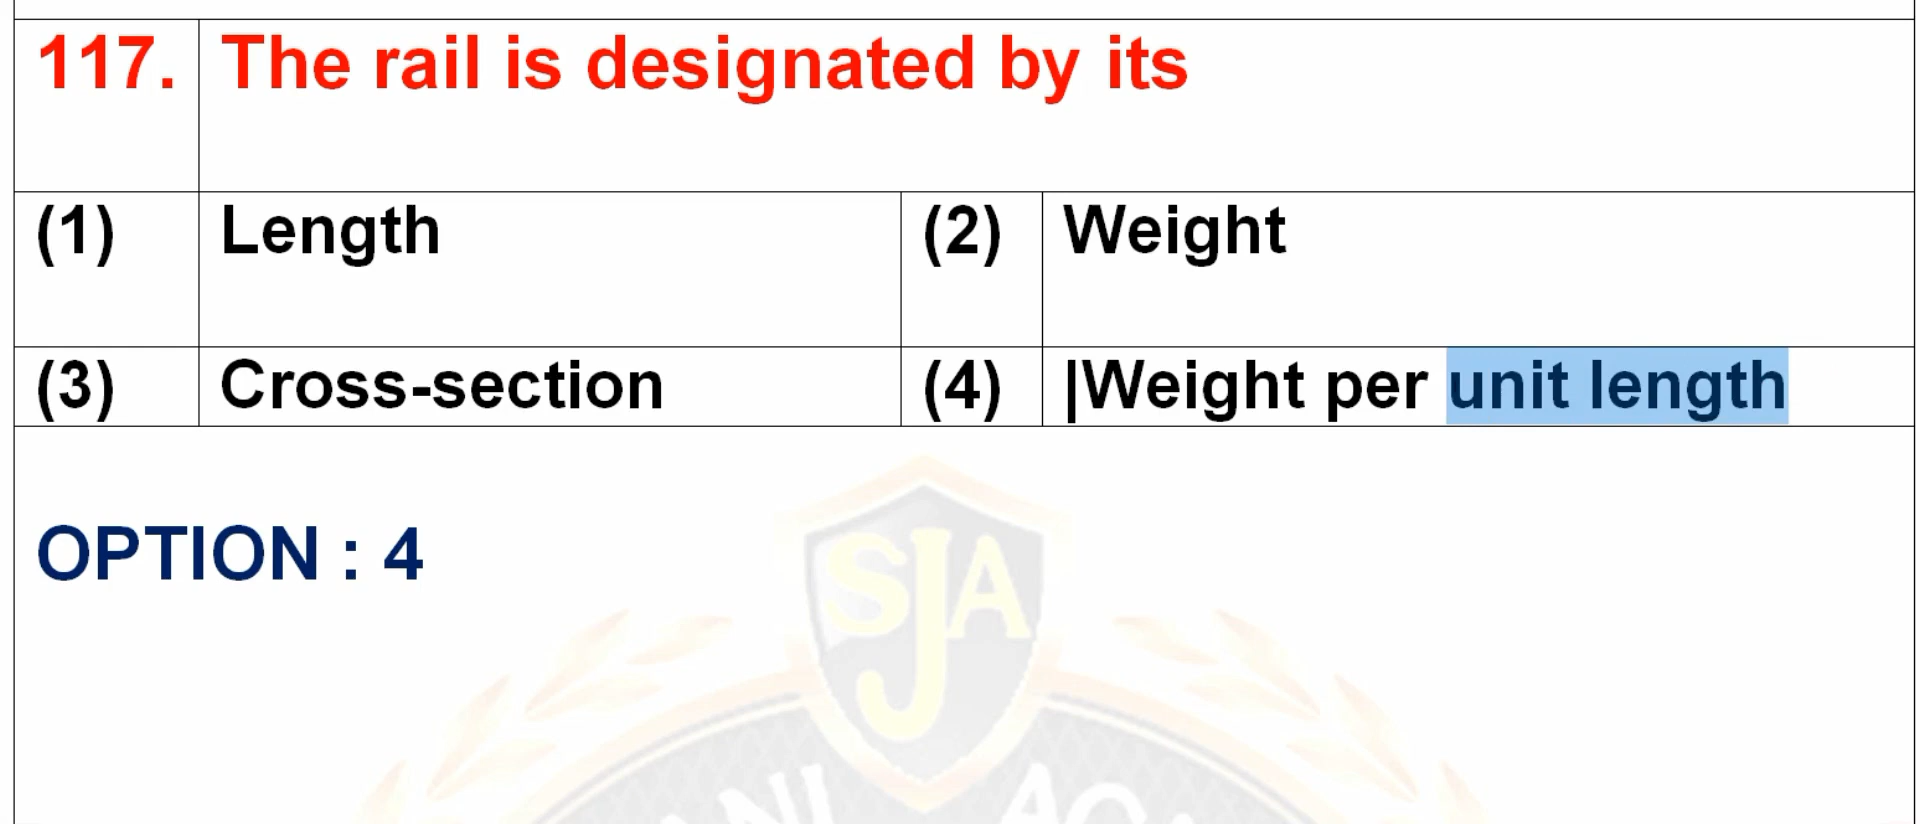 117. The rail is designated by its
(1) Length (2) Weight
(3) Cross-section (4) |Weight per unit length
OPTION : 4
SJA